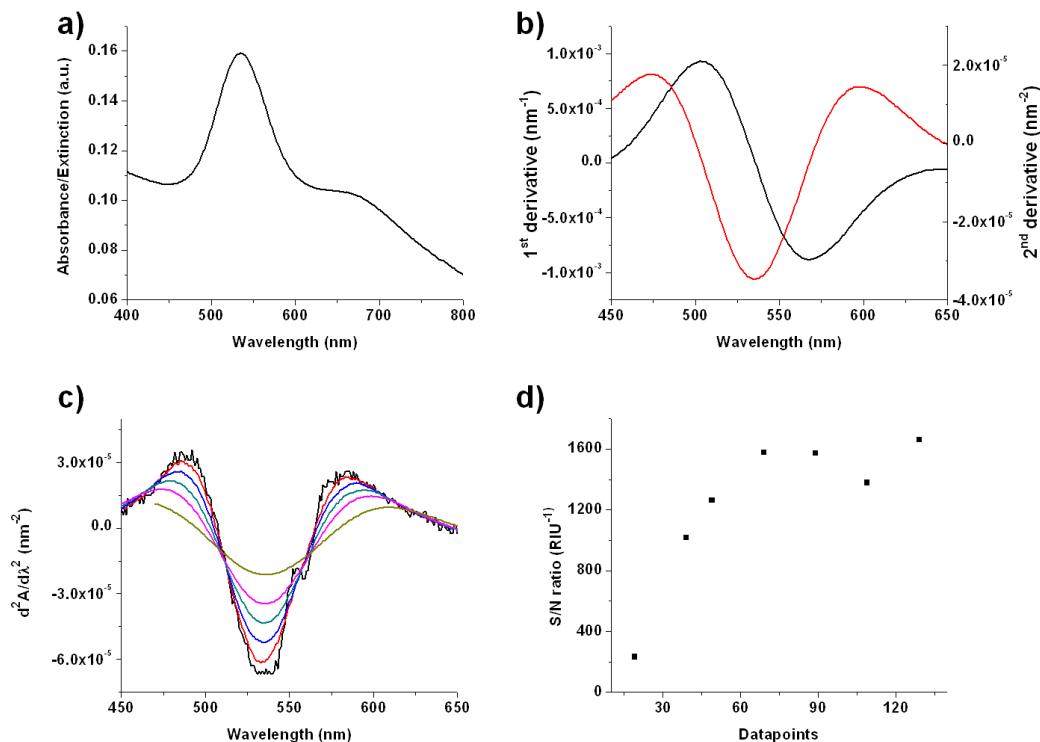 a)
Absorbance/Extinction (a.u.)
0.16
0.14
0.12
0.10
0.08
0.06
400 500 600 700 800
Wavelength (nm)
b)
1st derivative (nm-1)
1.0x10-3
5.0x10-4
0.0
-5.0x10-4
-1.0x10-3
2nd derivative (nm-2)
2.0x10-5
0.0
-2.0x10-5
-4.0x10-5
450 500 550 600 650
Wavelength (nm)
c)
d2A/dλ2 (nm-2)
3.0x10-5
0.0
-3.0x10-5
-6.0x10-5
450 500 550 600 650
Wavelength (nm)
d)
S/N ratio (RIU-1)
1600
1200
800
400
0
30 60 90 120
Datapoints